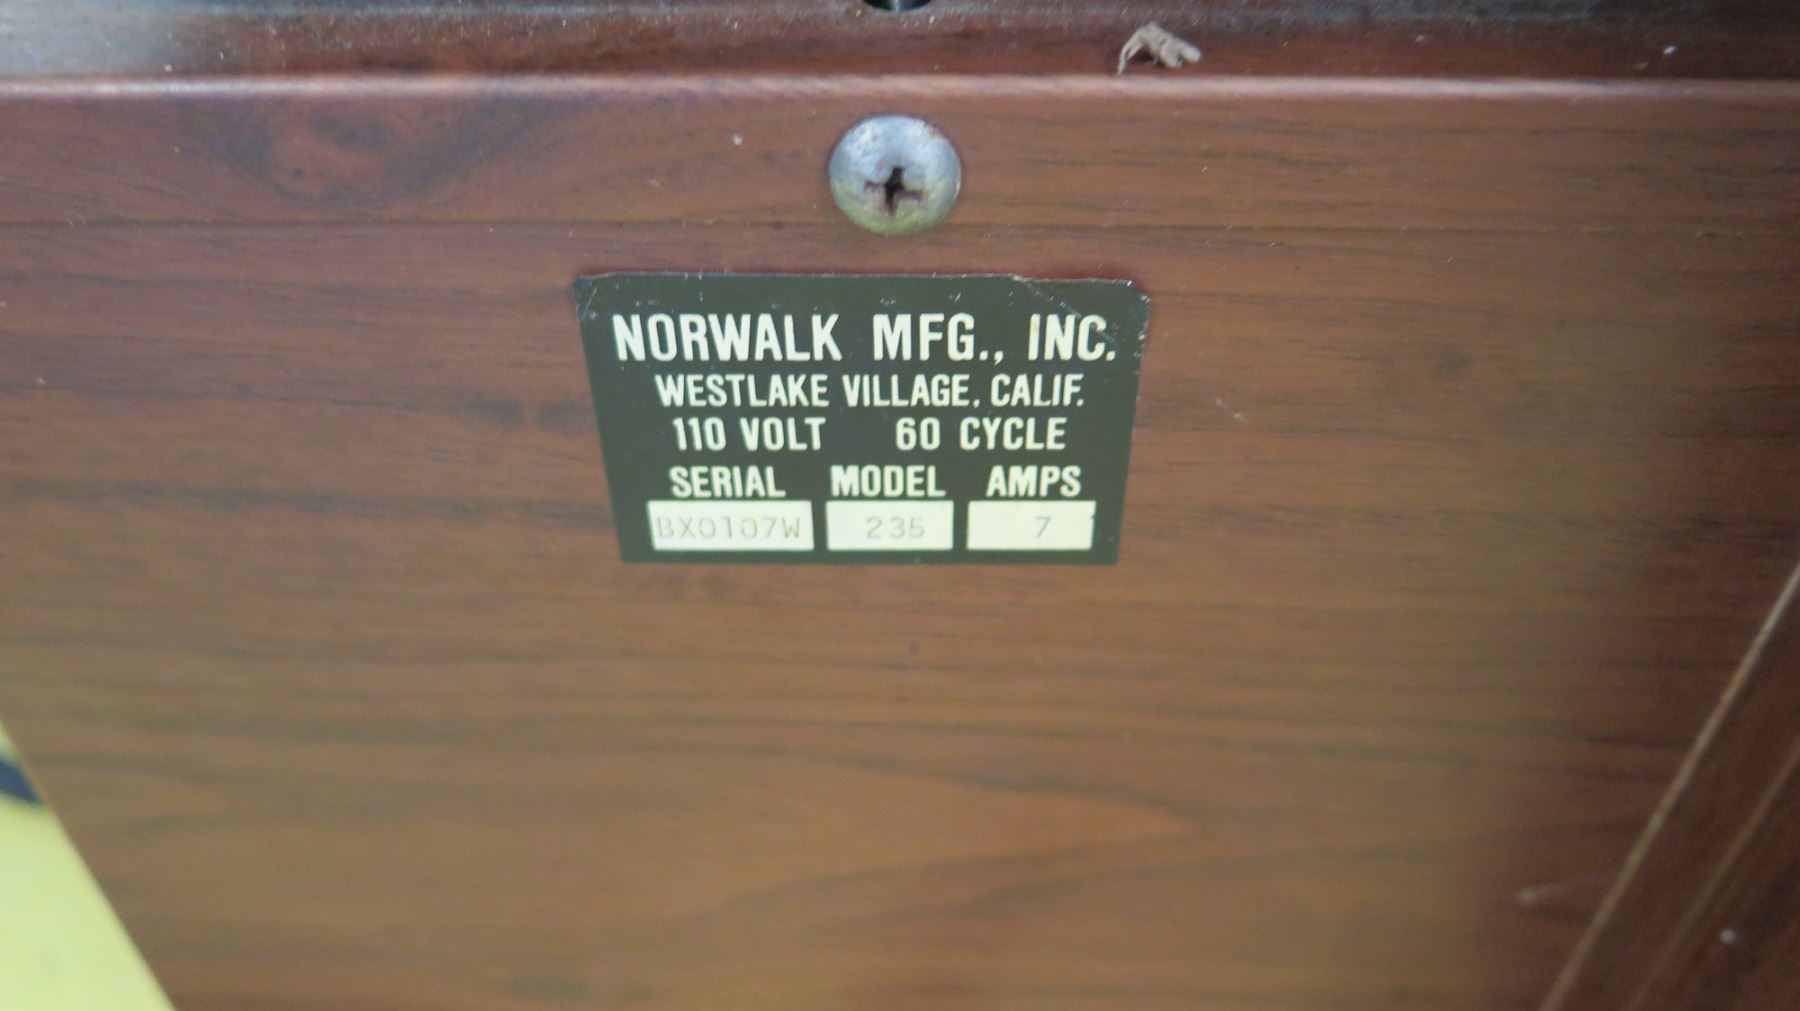 NORWALK MFG., INC.
WESTLAKE VILLAGE, CALIF.
110 VOLT 60 CYCLE
SERIAL MODEL AMPS
BX0107W 235 7